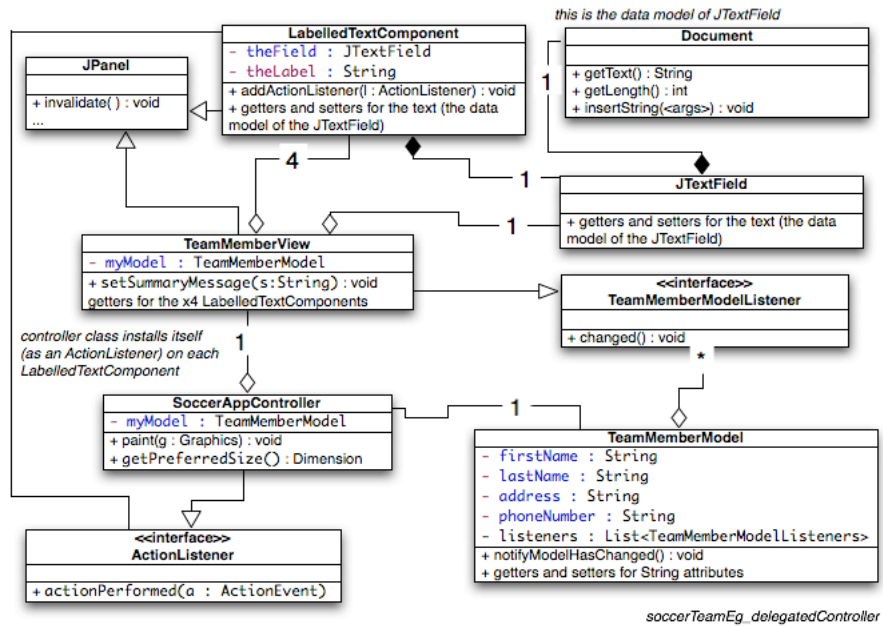 this is the data model of JTextField
LabelledTextComponent
- theField : JTextField
- theLabel : String
+ addActionListener(l : ActionListener) : void
+ getters and setters for the text (the data
model of the JTextField)
Document
+ getText() : String
+ getLength() : int
+ insertString(<args>) : void
JPanel
+ invalidate( ) : void
...
1
4
1
JTextField
+ getters and setters for the text (the data
model of the JTextField)
1
TeamMemberView
- myModel : TeamMemberModel
+ setSummaryMessage(s:String) : void
getters for the x4 LabelledTextComponents
<<interface>>
TeamMemberModelListener
+ changed() : void
controller class installs itself
(as an ActionListener) on each
LabelledTextComponent
1
*
SoccerAppController
- myModel : TeamMemberModel
+ paint(g : Graphics) : void
+ getPreferredSize() : Dimension
1
TeamMemberModel
- firstName : String
- lastName : String
- address : String
- phoneNumber : String
- listeners : List<TeamMemberModelListeners>
+ notifyModelHasChanged() : void
+ getters and setters for String attributes
<<interface>>
ActionListener
+ actionPerformed(a : ActionEvent)
soccerTeamEg_delegatedController